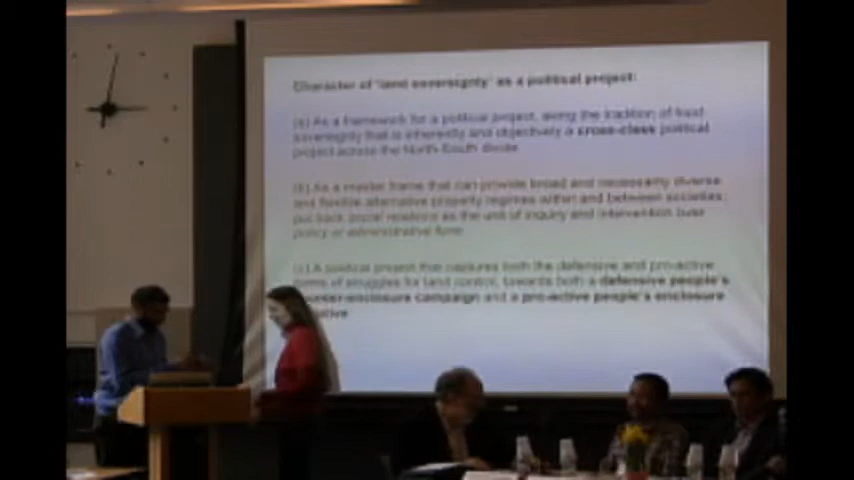 Character of 'land sovereignty' as a political project:
(a) As a framework for a political project, along the tradition of food
sovereignty that is inherently and objectively a cross-class political
project across the North-South divide
(b) As a master frame that can provide broad and necessarily diverse
and flexible alternative property regimes within and between societies;
put back social relations as the unit of inquiry and intervention over
policy or administrative
(c) A political project that captures both the defensive and pro-active
forms of struggles for land control, towards both a defensive people's
counter-enclosure campaign and a pro-active people's enclosure